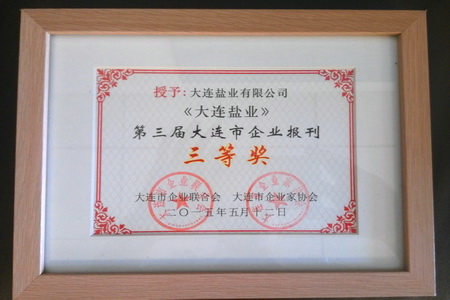 授予：大连盐业有限公司
《大连盐业》
第三届大连市企业报刊
三等奖
大连市企业联合会 大连市企业家协会
二〇一五年五月十二日